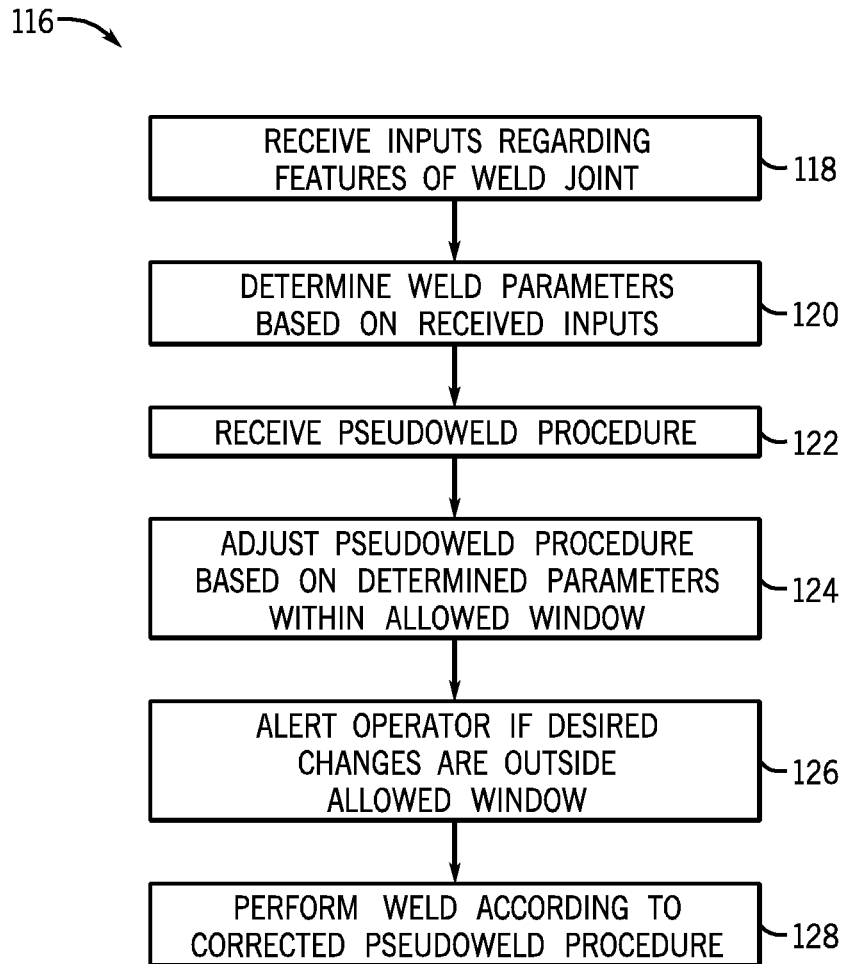 116
RECEIVE INPUTS REGARDING
FEATURES OF WELD JOINT
118
DETERMINE WELD PARAMETERS
BASED ON RECEIVED INPUTS
120
RECEIVE PSEUDOWELD PROCEDURE
122
ADJUST PSEUDOWELD PROCEDURE
BASED ON DETERMINED PARAMETERS
WITHIN ALLOWED WINDOW
124
ALERT OPERATOR IF DESIRED
CHANGES ARE OUTSIDE
ALLOWED WINDOW
126
PERFORM WELD ACCORDING TO
CORRECTED PSEUDOWELD PROCEDURE
128